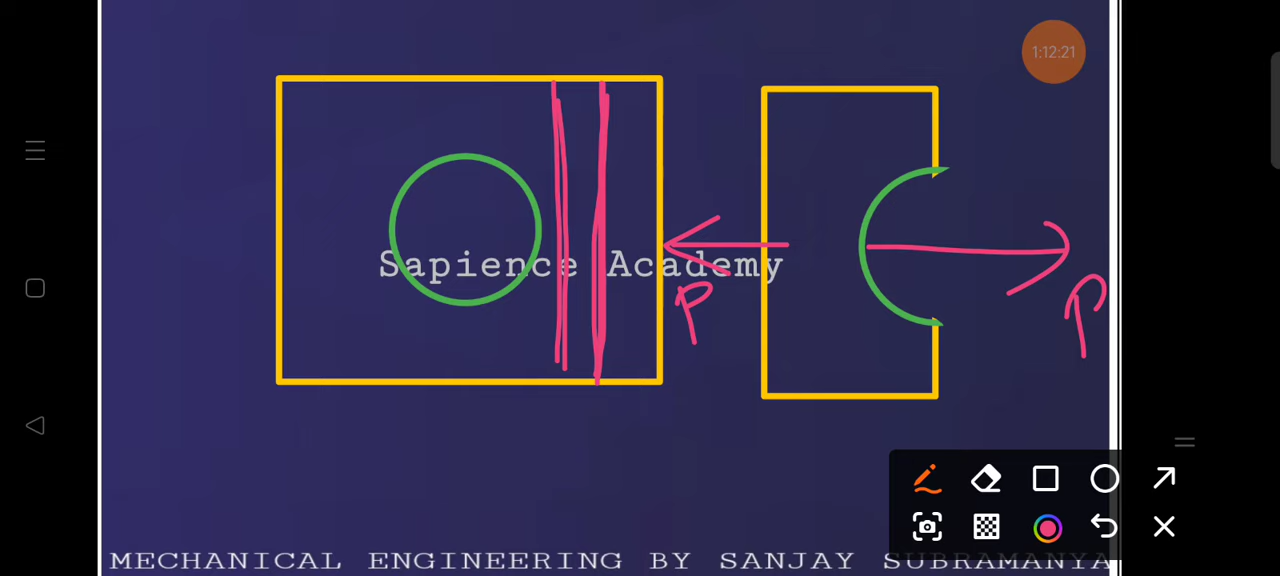 1:12:21
Sapience Academy
P
P
MECHANICAL ENGINEERING BY SANJAY SUBRAMANYA